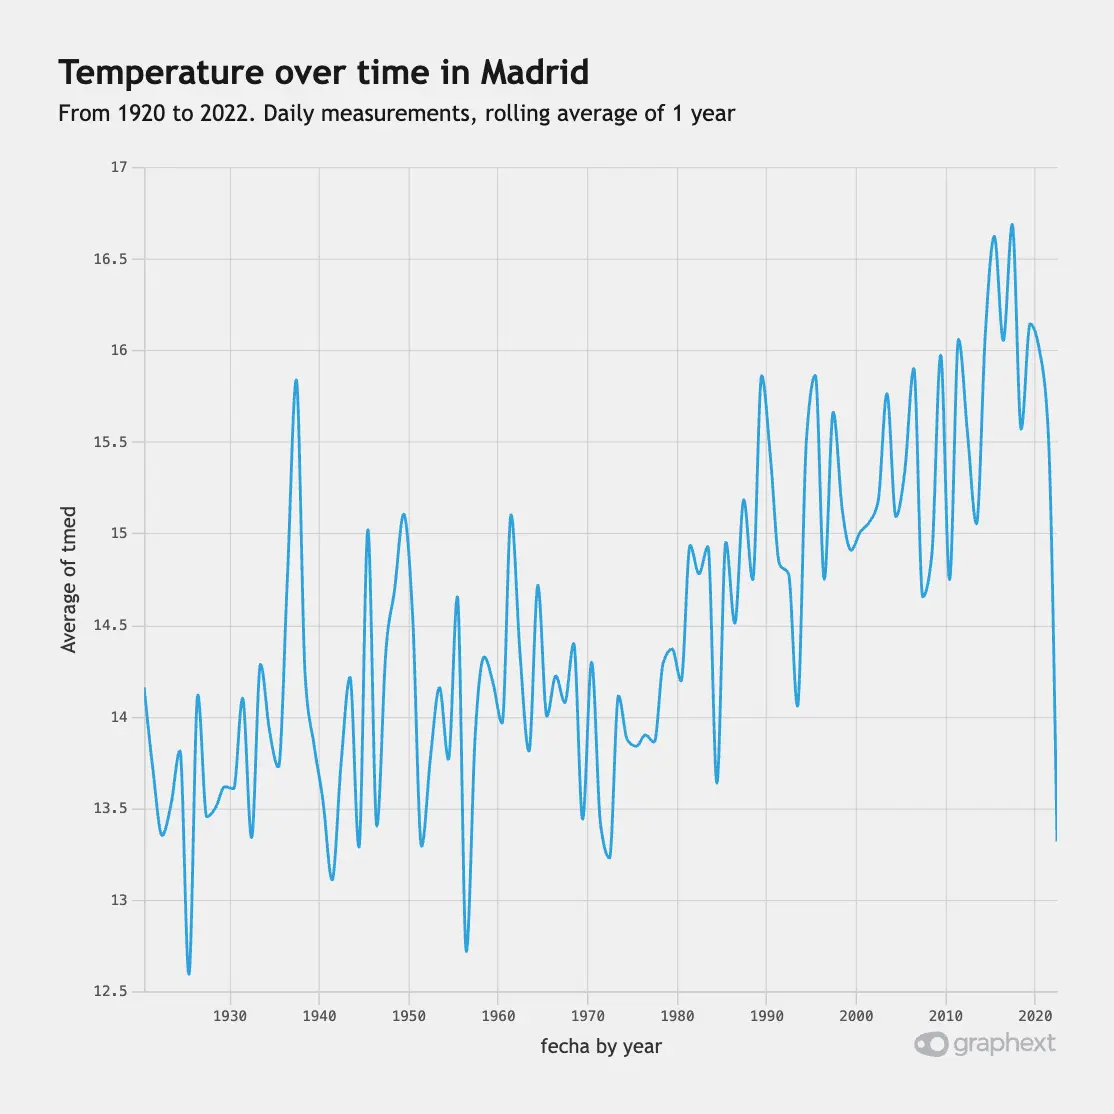 Temperature over time in Madrid
From 1920 to 2022. Daily measurements, rolling average of 1 year
17
16.5
16
15.5
15
14.5
14
13.5
13
12.5
Average of tmed
1930 1940 1950 1960 1970 1980 1990 2000 2010 2020
fecha by year
graphext